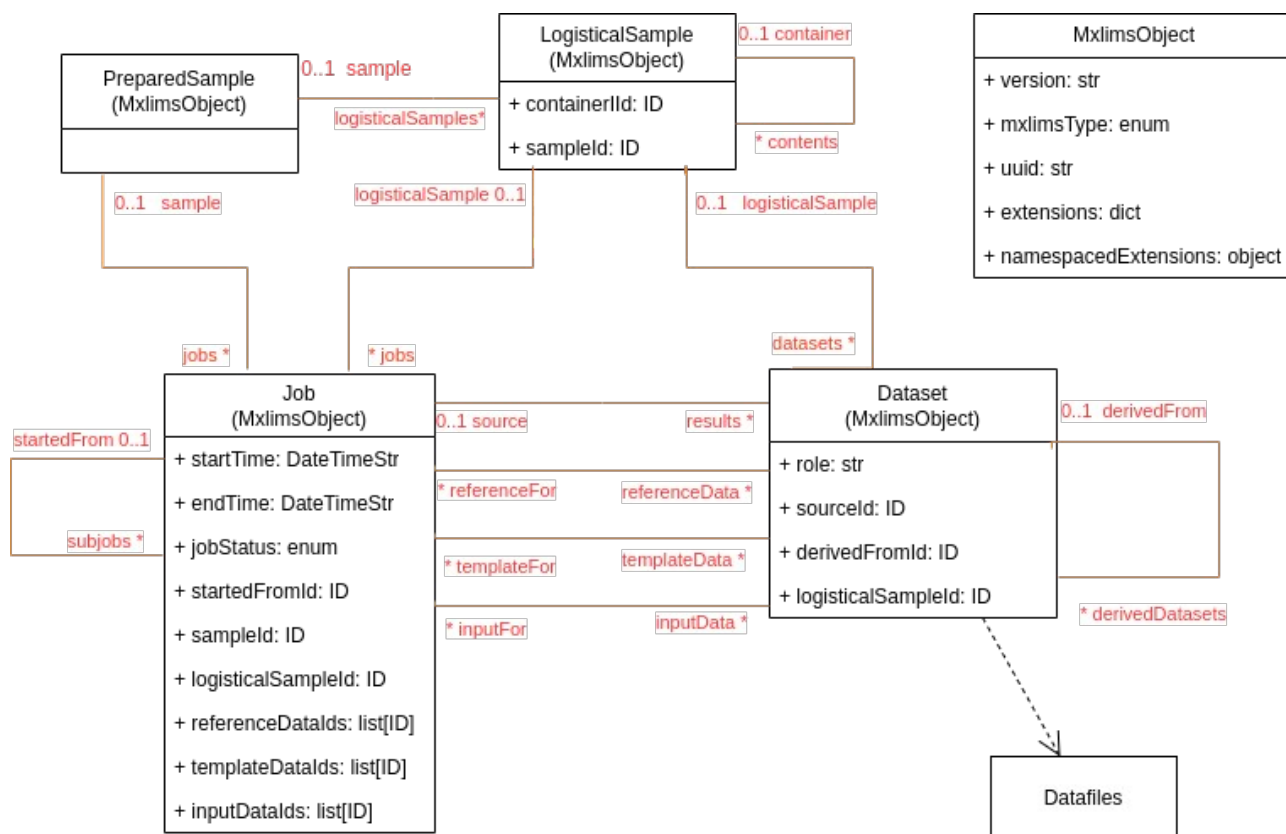 PreparedSample
(MxlimsObject)
0..1 sample
logisticalSamples*
LogisticalSample
(MxlimsObject)
+ containerIId: ID
+ sampleId: ID
0..1 container
* contents
MxlimsObject
+ version: str
+ mxlimsType: enum
+ uuid: str
+ extensions: dict
+ namespacedExtensions: object
0..1 sample
logisticalSample 0..1
0..1 logisticalSample
jobs *
* jobs
datasets *
Job
(MxlimsObject)
+ startTime: DateTimeStr
+ endTime: DateTimeStr
+ jobStatus: enum
+ startedFromId: ID
+ sampleId: ID
+ logisticalSampleId: ID
+ referenceDataIds: list[ID]
+ templateDataIds: list[ID]
+ inputDataIds: list[ID]
startedFrom 0..1
subjobs *
0..1 source
results *
* referenceFor
referenceData *
* templateFor
templateData *
* inputFor
inputData *
Dataset
(MxlimsObject)
+ role: str
+ sourceId: ID
+ derivedFromId: ID
+ logisticalSampleId: ID
0..1 derivedFrom
* derivedDatasets
Datafiles